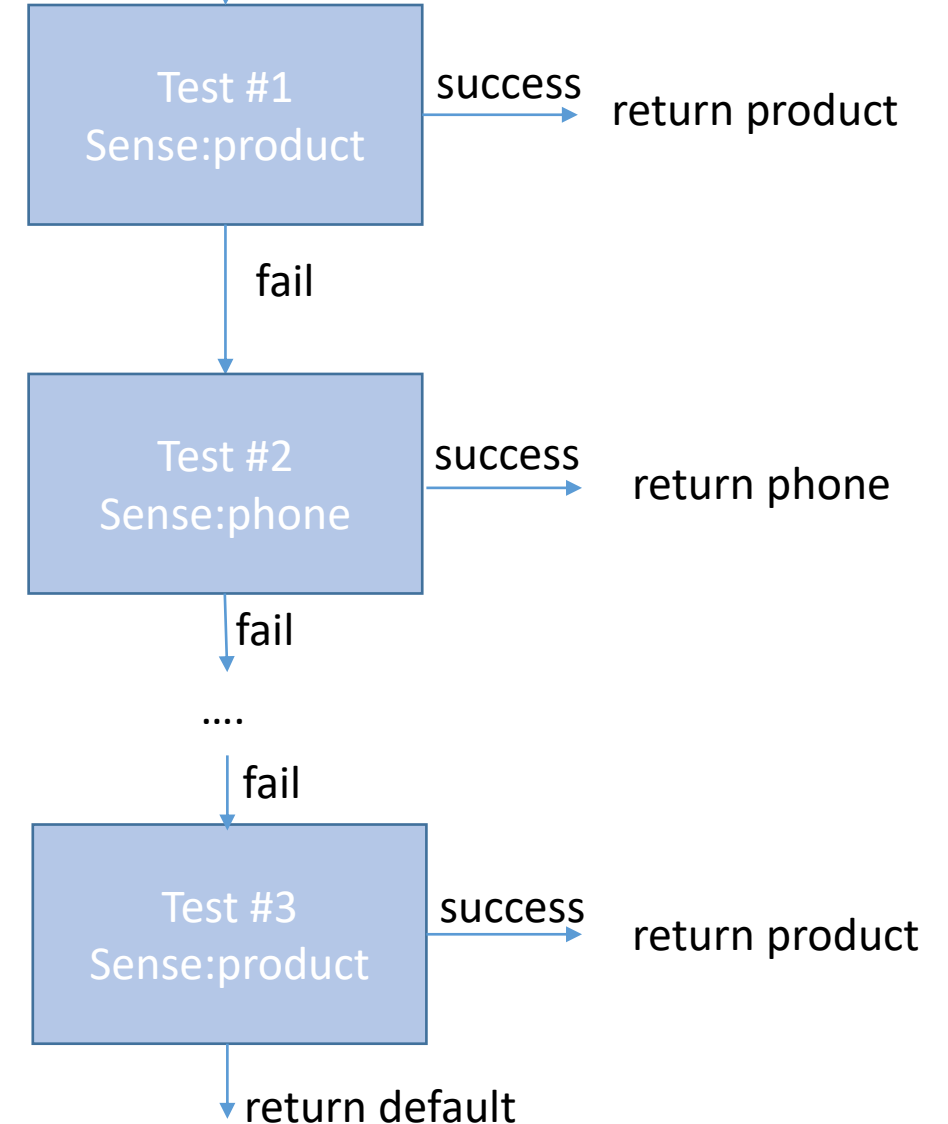 Test #1
Sense:product
success
return product
fail
Test #2
Sense:phone
success
return phone
fail
....
fail
Test #3
Sense:product
success
return product
return default